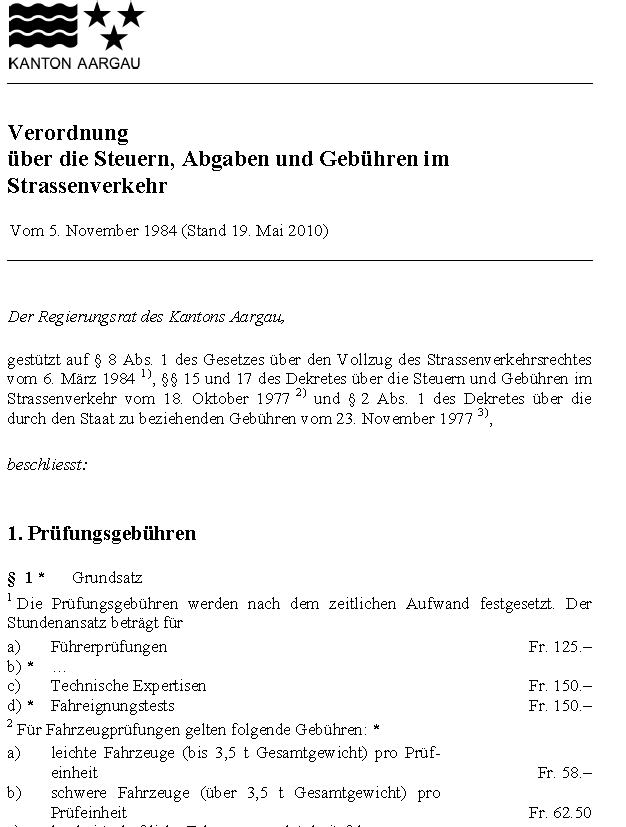 KANTON AARGAU
Verordnung
über die Steuern, Abgaben und Gebühren im
Strassenverkehr
Vom 5. November 1984 (Stand 19. Mai 2010)
Der Regierungsrat des Kantons Aargau,
gestützt auf § 8 Abs. 1 des Gesetzes über den Vollzug des Strassenverkehrsrechtes
vom 6. März 1984 1), §§ 15 und 17 des Dekretes über die Steuern und Gebühren im
Strassenverkehr vom 18. Oktober 1977 2) und § 2 Abs. 1 des Dekretes über die
durch den Staat zu beziehenden Gebühren vom 23. November 1977 3),
beschliesst:
1. Prüfungsgebühren
§ 1 * Grundsatz
1 Die Prüfungsgebühren werden nach dem zeitlichen Aufwand festgesetzt. Der
Stundenansatz beträgt für
a) Führerprüfungen Fr. 125.–
b) * …
c) Technische Expertisen Fr. 150.–
d) * Fahreignungstests Fr. 150.–
2 Für Fahrzeugprüfungen gelten folgende Gebühren: *
a) leichte Fahrzeuge (bis 3,5 t Gesamtgewicht) pro Prüf-
einheit Fr. 58.–
b) schwere Fahrzeuge (über 3,5 t Gesamtgewicht) pro
Prüfeinheit Fr. 62.50